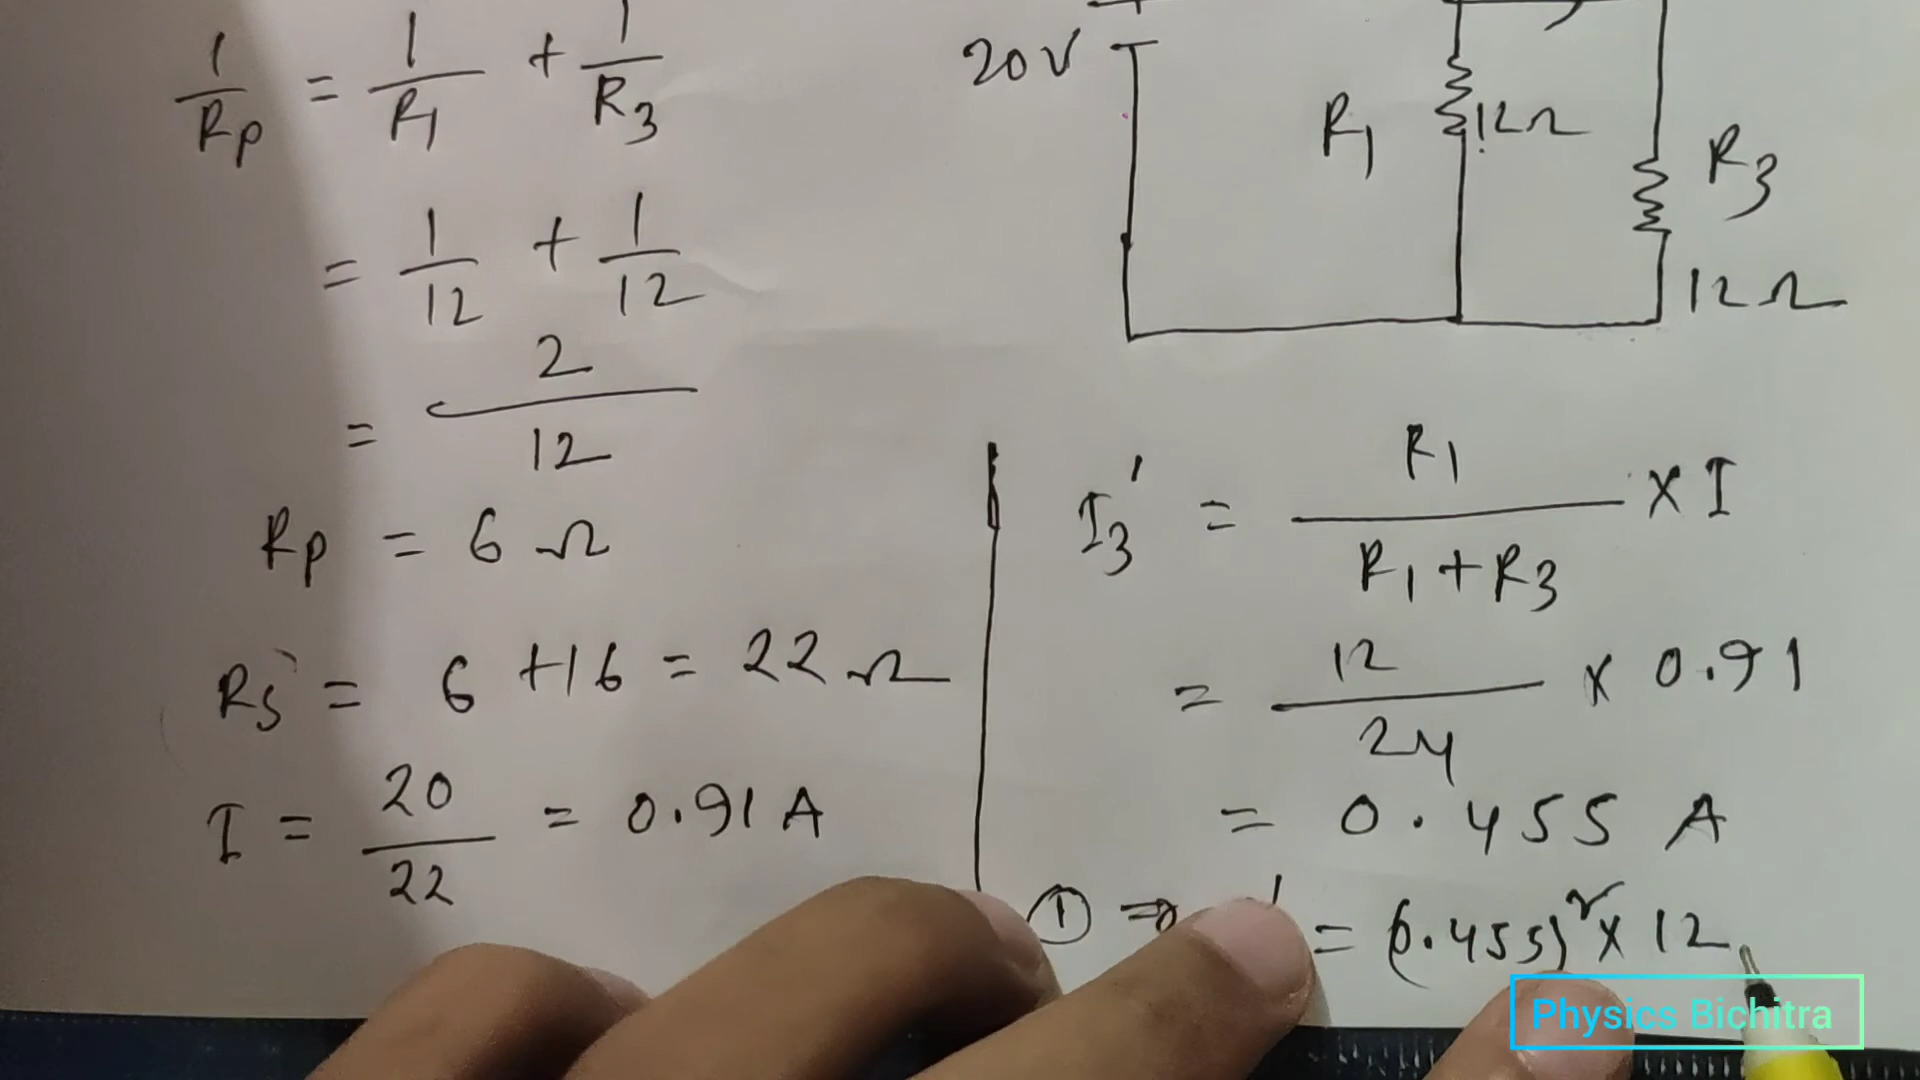 1/Rp = 1/R1 + 1/R3
= 1/12 + 1/12
= 2/12
Rp = 6 Ω
Rs = 6 + 16 = 22 Ω
I = 20/22 = 0.91 A
20V
R1
12Ω
R3
12Ω
I3' = R1/(R1+R3) × I
= 12/24 × 0.91
= 0.455 A
① ⇒ ' = (0.455)² × 12
Physics Bichitra